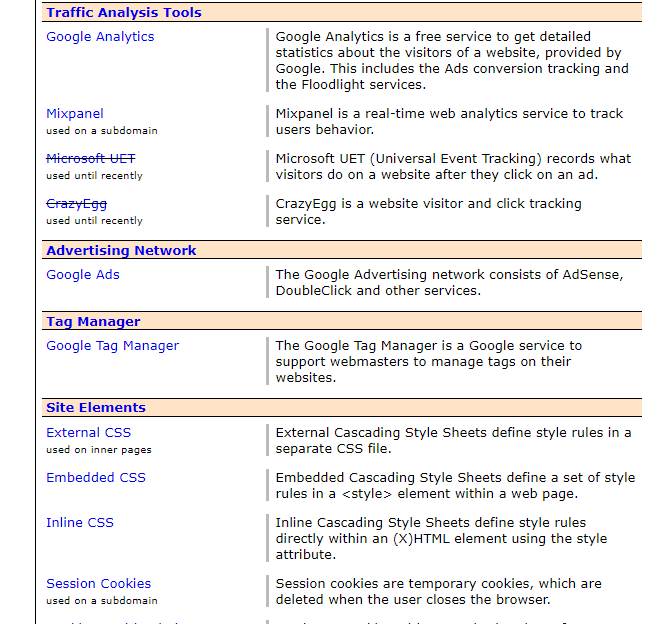 Traffic Analysis Tools
Google Analytics
Google Analytics is a free service to get detailed
statistics about the visitors of a website, provided by
Google. This includes the Ads conversion tracking and
the Floodlight services.
Mixpanel
used on a subdomain
Mixpanel is a real-time web analytics service to track
users behavior.
Microsoft UET
used until recently
Microsoft UET (Universal Event Tracking) records what
visitors do on a website after they click on an ad.
CrazyEgg
used until recently
CrazyEgg is a website visitor and click tracking
service.
Advertising Network
Google Ads
The Google Advertising network consists of AdSense,
DoubleClick and other services.
Tag Manager
Google Tag Manager
The Google Tag Manager is a Google service to
support webmasters to manage tags on their
websites.
Site Elements
External CSS
used on inner pages
External Cascading Style Sheets define style rules in a
separate CSS file.
Embedded CSS
Embedded Cascading Style Sheets define a set of style
rules in a <style> element within a web page.
Inline CSS
Inline Cascading Style Sheets define style rules
directly within an (X)HTML element using the style
attribute.
Session Cookies
used on a subdomain
Session cookies are temporary cookies, which are
deleted when the user closes the browser.